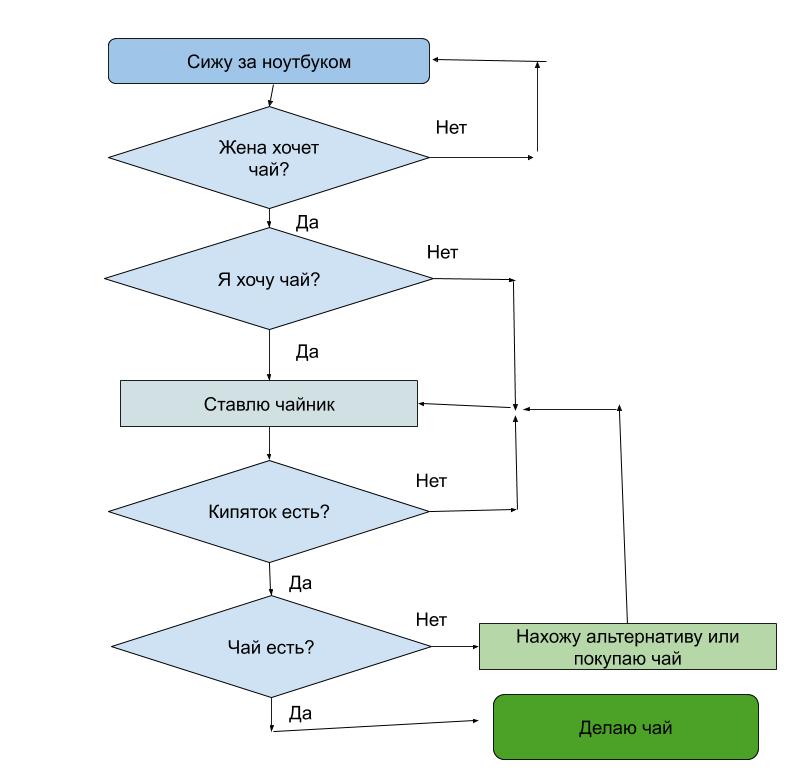 Сижу за ноутбуком
Нет
Жена хочет
чай?
Да
Нет
Я хочу чай?
Да
Ставлю чайник
Нет
Кипяток есть?
Да
Нет
Чай есть?
Нахожу альтернативу или
покупаю чай
Да
Делаю чай